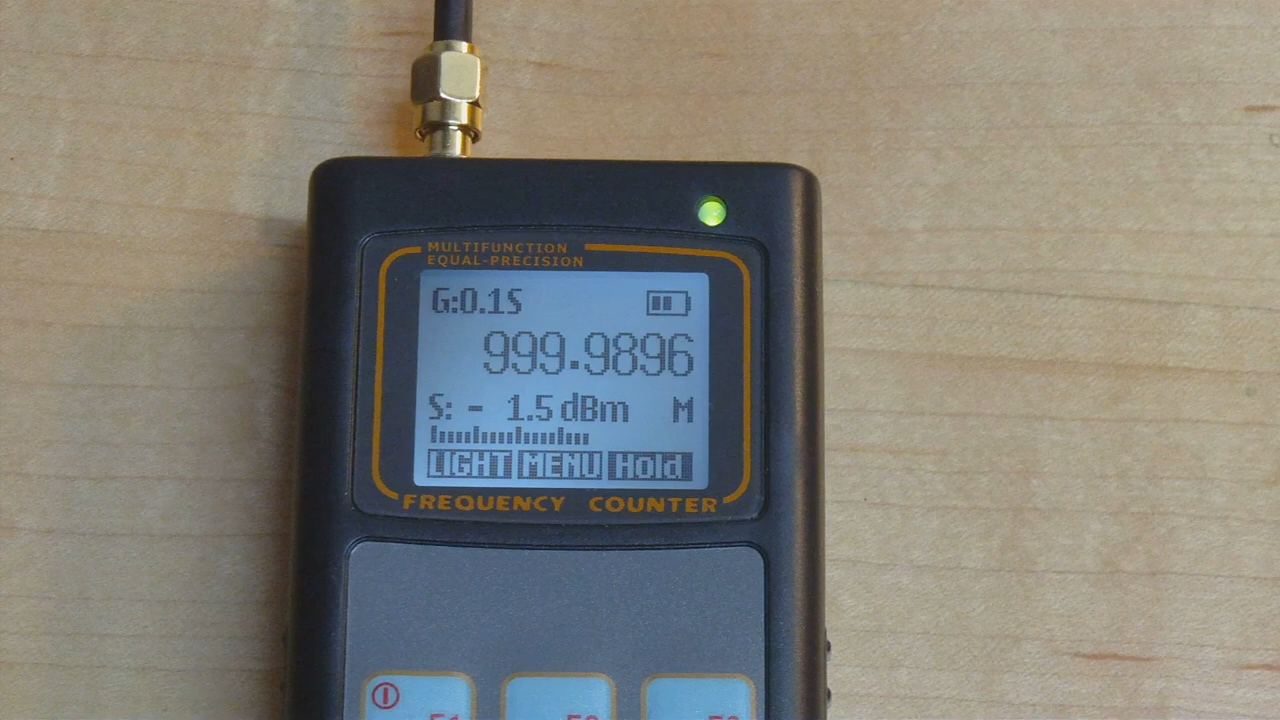 MULTIFUNCTION
EQUAL-PRECISION
G:0.1S
999.9896
S: - 1.5 dBm M
LIGHT MENU Hold
FREQUENCY COUNTER